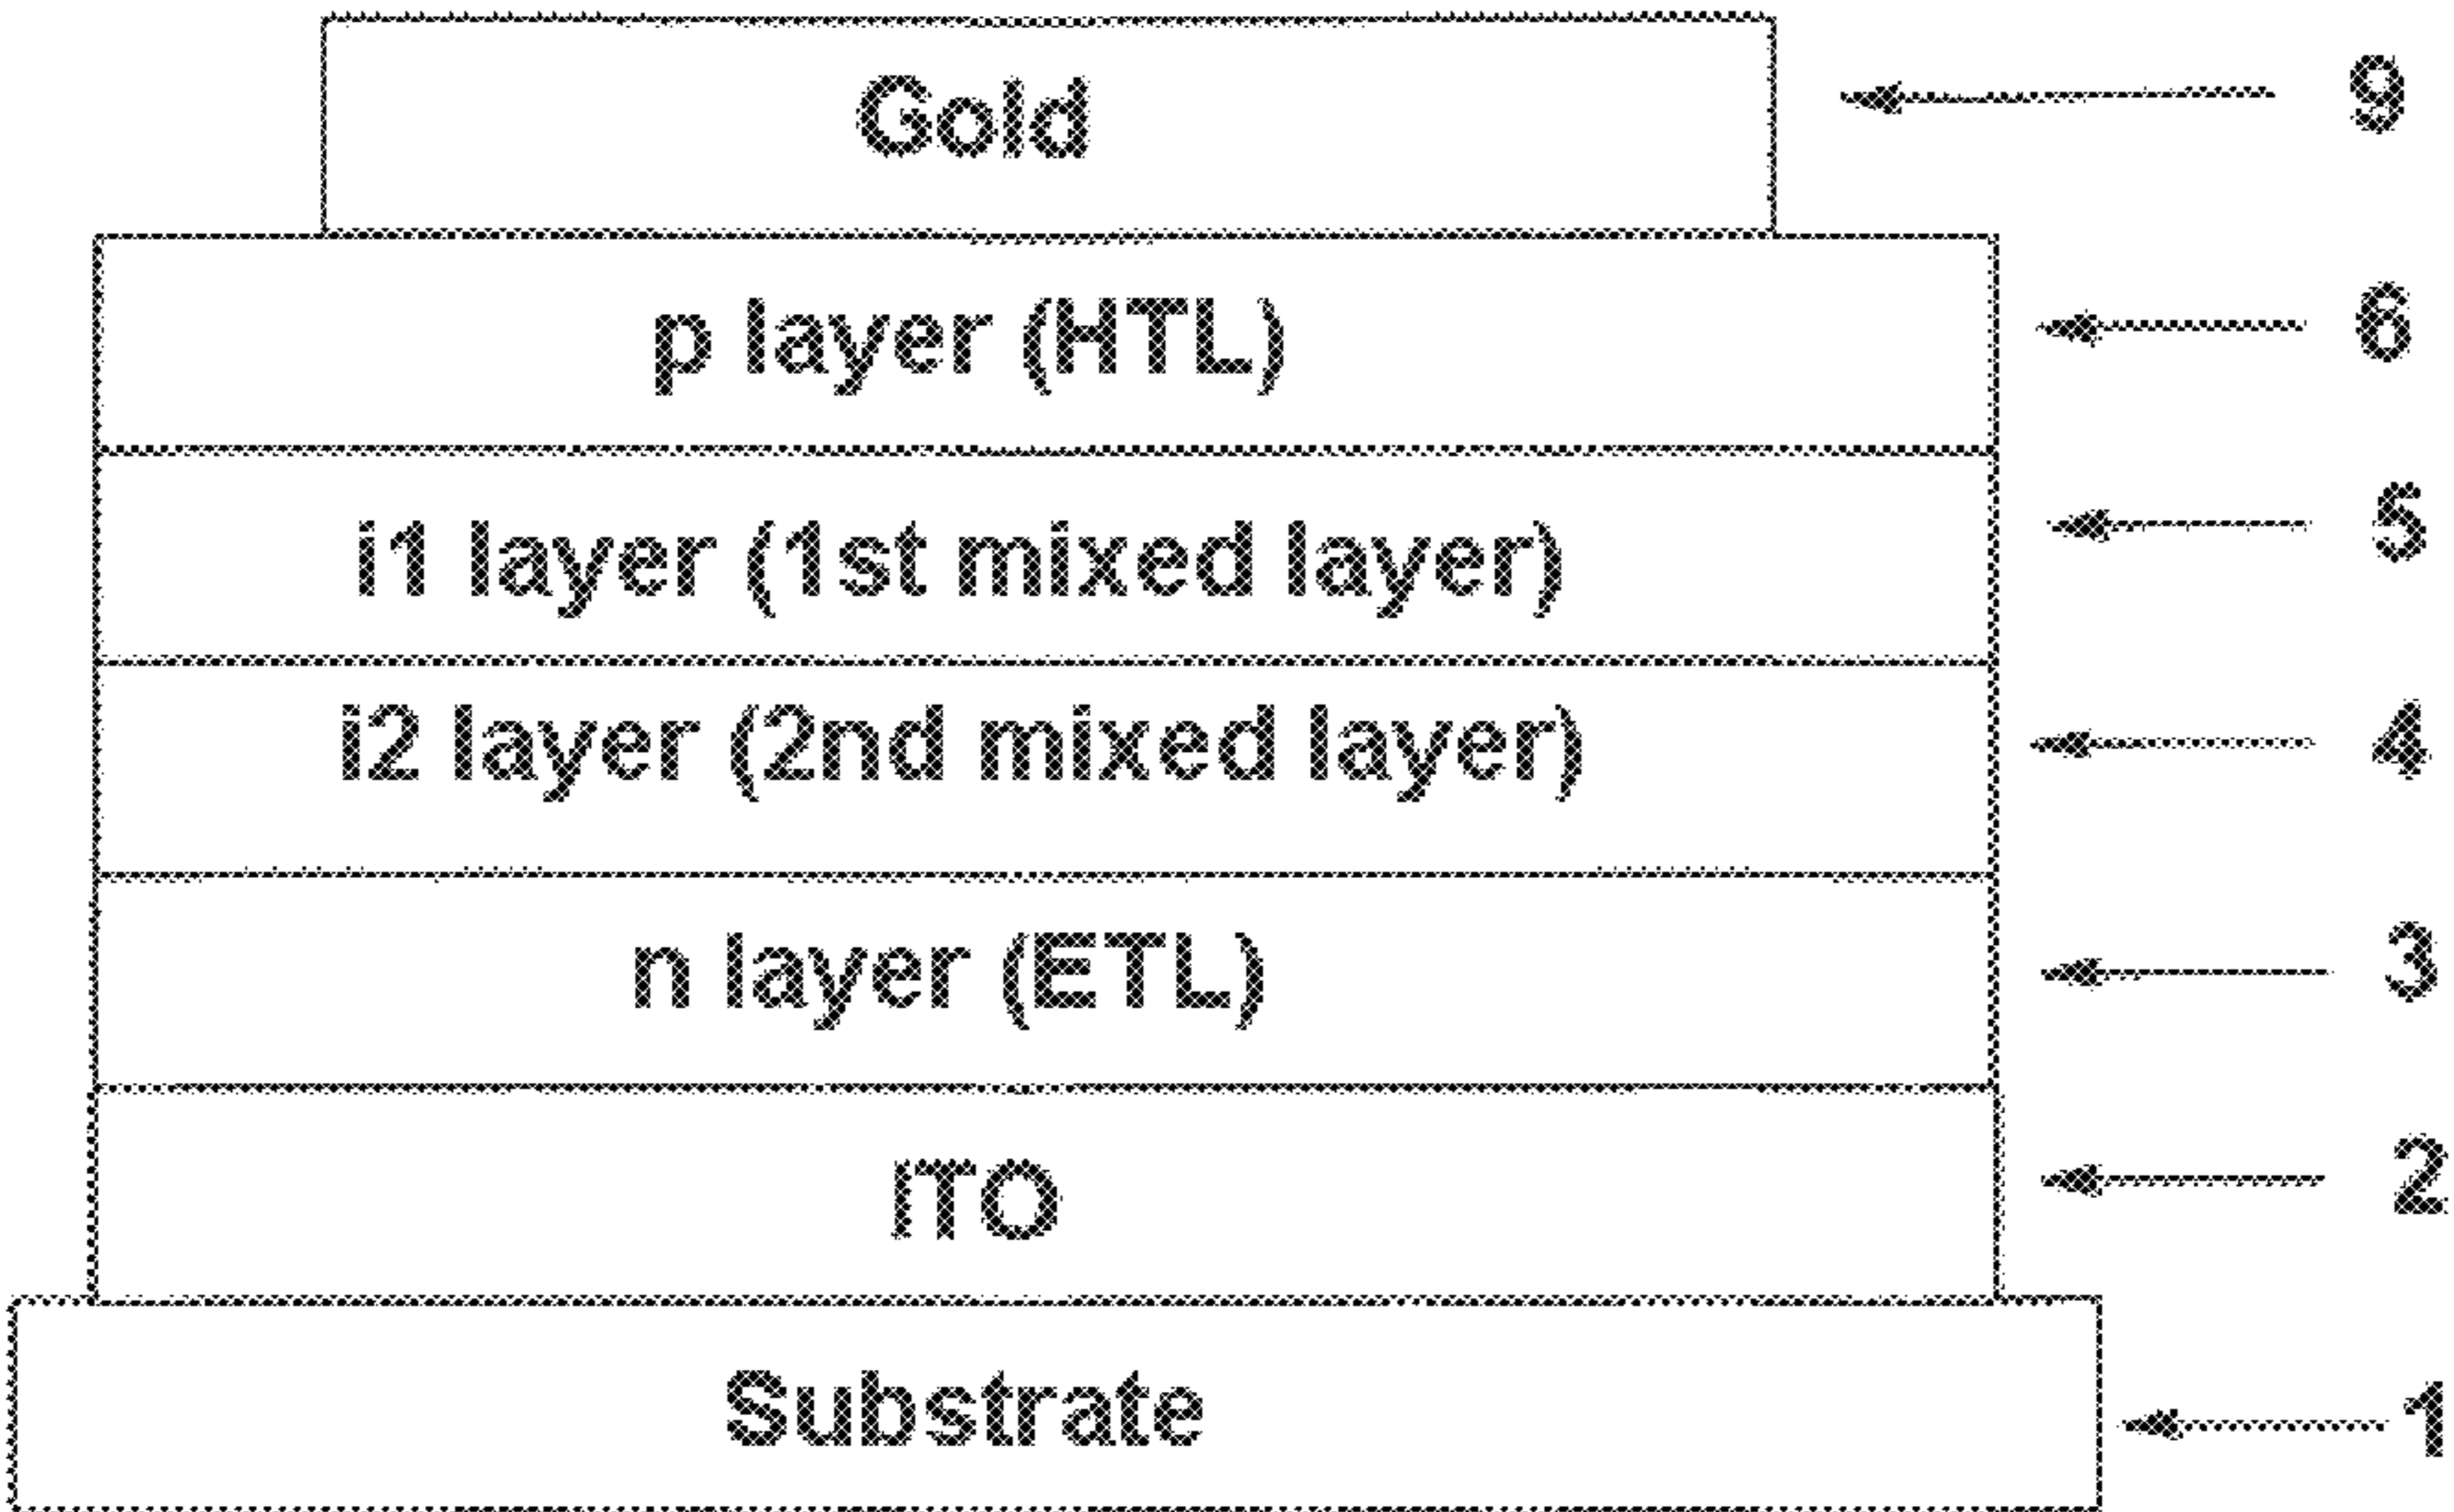 Gold
9
p layer (HTL)
6
i1 layer (1st mixed layer)
5
i2 layer (2nd mixed layer)
4
n layer (ETL)
3
ITO
2
Substrate
1